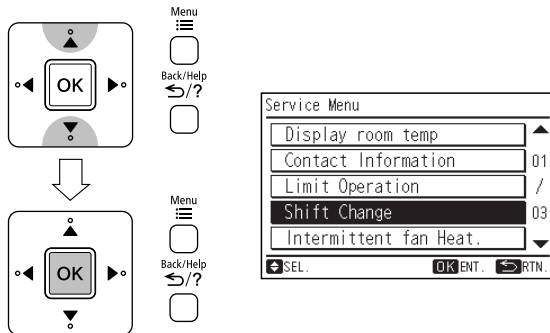 Menu
OK
Back/Help
/?
Menu
OK
Back/Help
/?
Service Menu
Display room temp
Contact Information
01
Limit Operation
/
Shift Change
03
Intermittent fan Heat.
SEL.
OK ENT.
RTN.